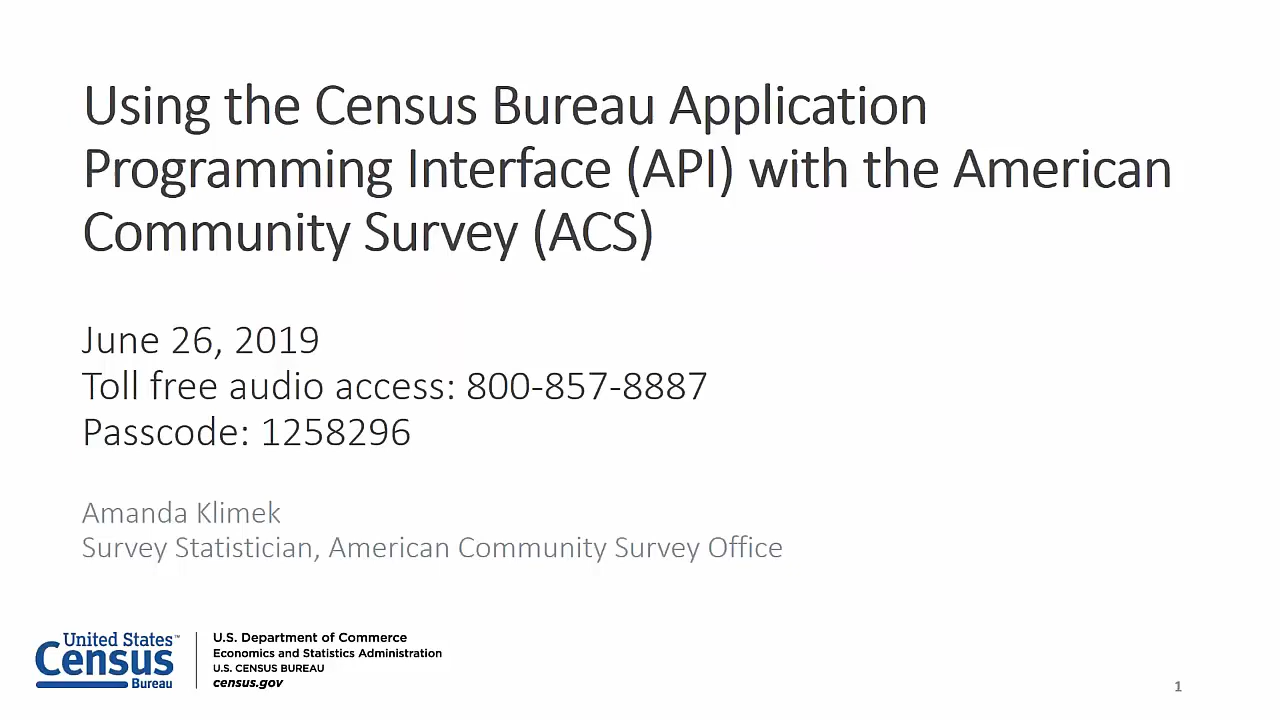 Using the Census Bureau Application
Programming Interface (API) with the American
Community Survey (ACS)
June 26, 2019
Toll free audio access: 800-857-8887
Passcode: 1258296
Amanda Klimek
Survey Statistician, American Community Survey Office
United States™
Census
Bureau
U.S. Department of Commerce
Economics and Statistics Administration
U.S. CENSUS BUREAU
census.gov
1